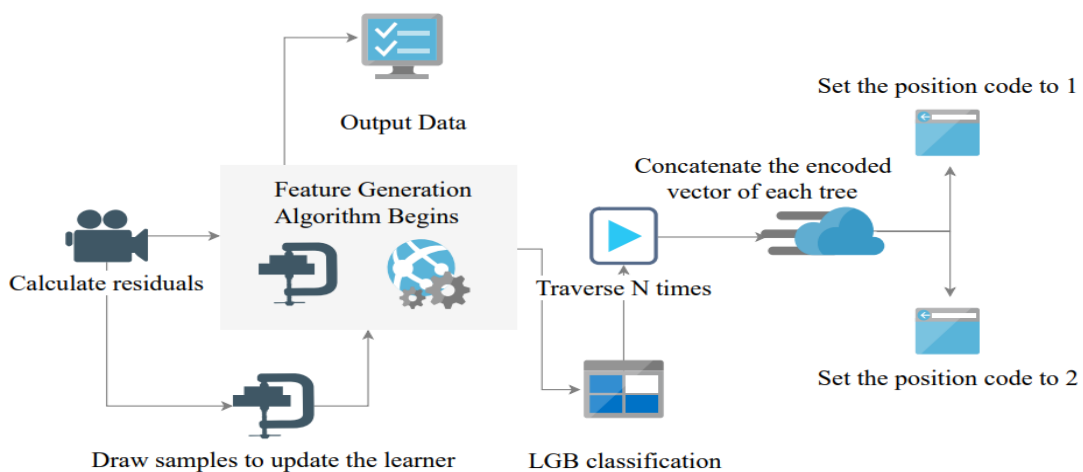 Set the position code to 1
Output Data
Concatenate the encoded
vector of each tree
Feature Generation
Algorithm Begins
Calculate residuals
Traverse N times
Set the position code to 2
Draw samples to update the learner
LGB classification